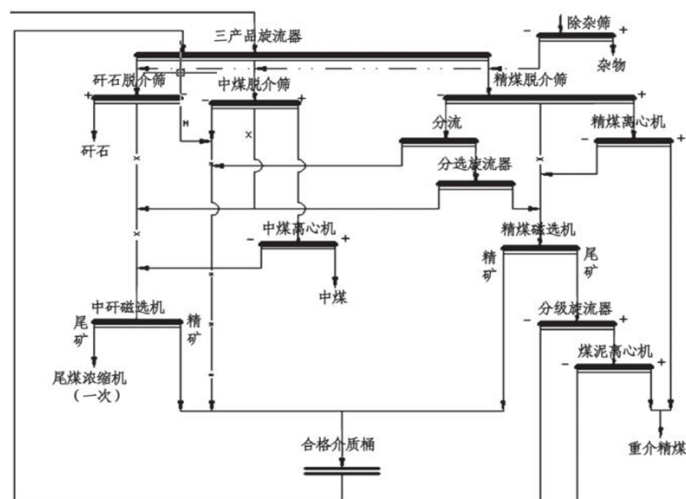 三产品旋流器
除杂筛
- +
杂物
矸石脱介筛
中煤脱介筛
精煤脱介筛
+ -
- +
- +
分流
精煤离心机
- +
矸石
分选旋流器
- +
中煤离心机
- +
精煤磁选机
精矿
尾矿
中煤
中矸磁选机
尾矿
精矿
分级旋流器
- +
煤泥离心机
- +
尾煤浓缩机
(一次)
合格介质桶
重介精煤